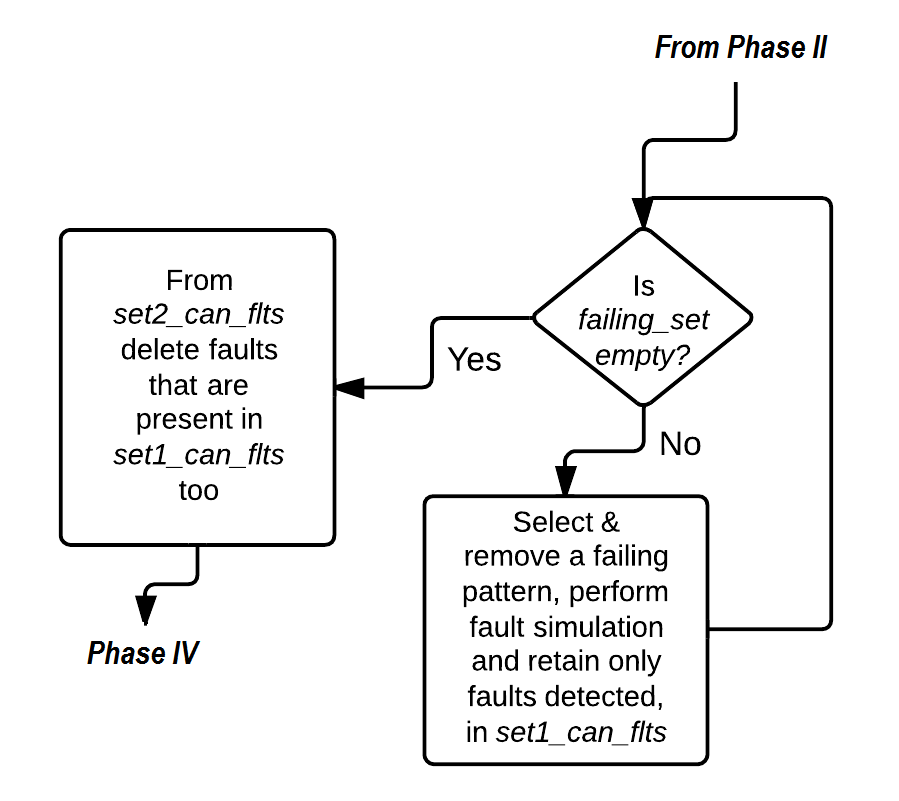 From Phase II
Is
failing_set
empty?
Yes
No
From
set2_can_flts
delete faults
that are
present in
set1_can_flts
too
Select &
remove a failing
pattern, perform
fault simulation
and retain only
faults detected,
in set1_can_flts
Phase IV